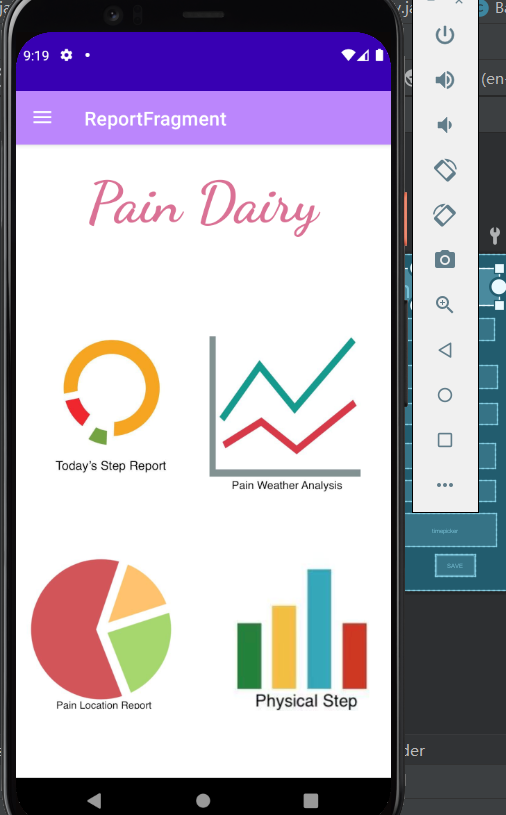 9:19
ReportFragment
Pain Dairy
Today's Step Report
Pain Weather Analysis
Pain Location Report
Physical Step
(en-
timepicker
SAVE
der